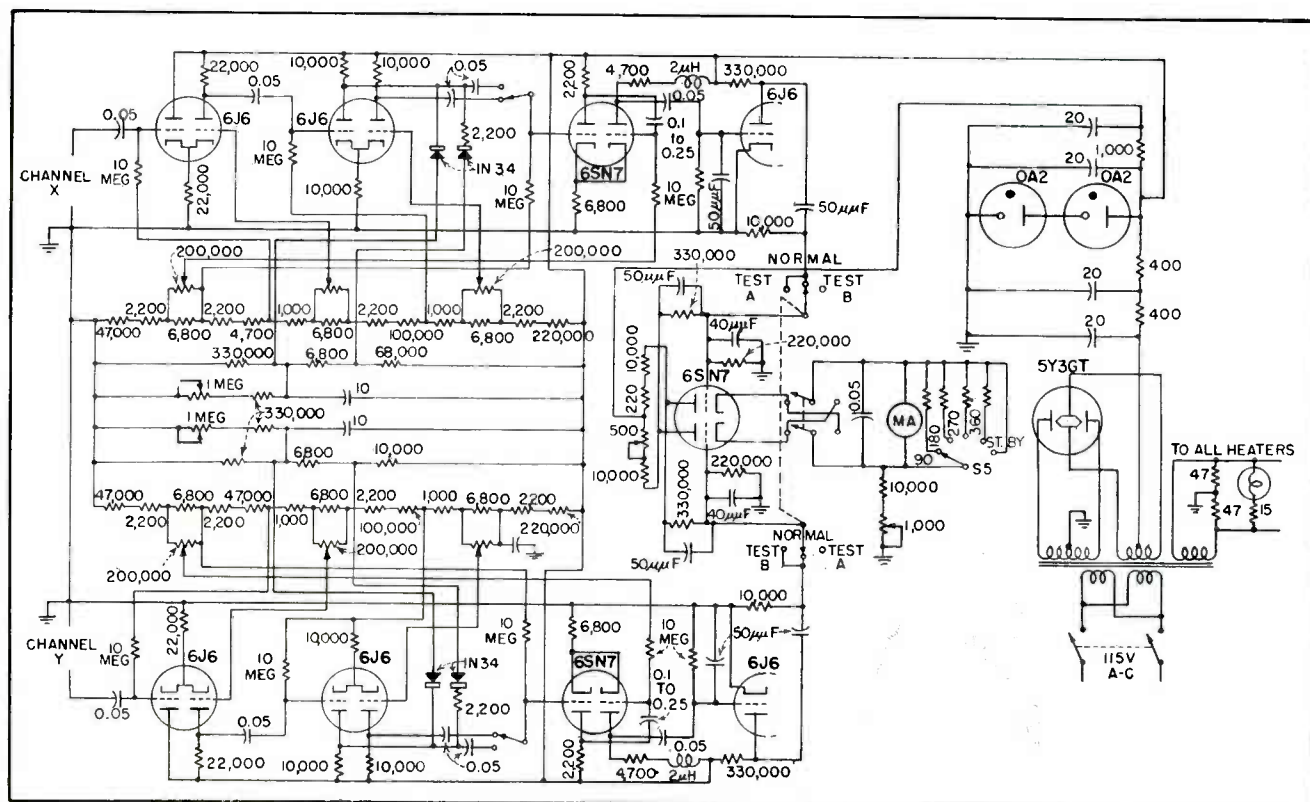 22,000
10,000
10,000
0.05
2,200
4,700
2μH
330,000
6J6
0.05
6J6
6J6
0.05
0.05
0.1
to
0.25
2,200
IN 34
10
MEG
10
MEG
10
MEG
6SN7
10
MEG
50μμF
50μμF
CHANNEL
X
22,000
10,000
6,800
10,000
20
1,000
20
OA2
OA2
400
20
400
20
200,000
200,000
330,000
NORMAL
TEST
A
TEST
B
50μμF
2,200
2,200
1,000
2,200
1,000
2,200
47,000
6,800
4,700
6,800
100,000
6,800
220,000
330,000
6,800
68,000
40μμF
220,000
10,000
220
500
10,000
6SN7
1 MEG
10
1 MEG
330,000
10
6800
10,000
0.05
MA
180
270
360
ST. BY
90
S5
5Y3GT
TO ALL HEATERS
47
47
15
220,000
330,000
40μμF
10,000
1,000
47,000
6,800
47,000
6,800
2,200
1,000
6,800
2,200
2,200
2,200
1,000
100,000
220,000
200,000
200,000
50μμF
NORMAL
TEST
B
TEST
A
10,000
CHANNEL
Y
10
MEG
22,000
6J6
10
MEG
10,000
6J6
IN34
10
MEG
6,800
6SN7
10
MEG
50μμF
6J6
0.1
TO
0.25
2,200
0.05
0.05
0.05
0.05
22,000
10,000
10,000
2,200
4,700
2μH
330,000
115V
A-C